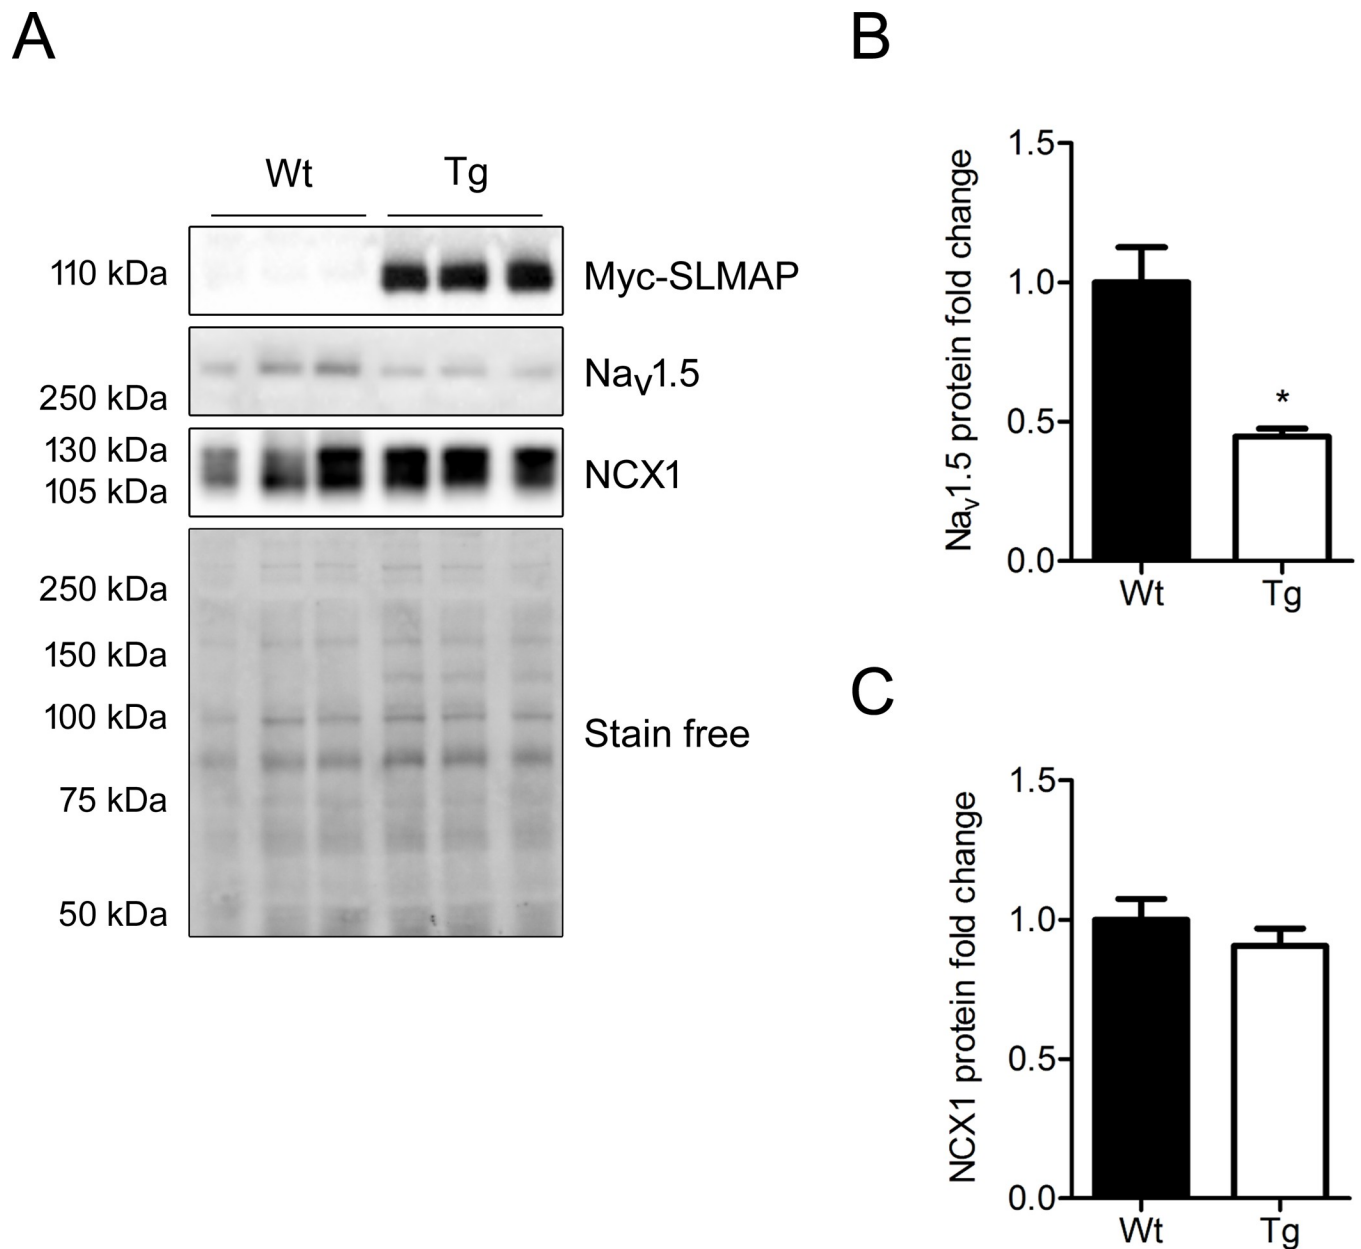 A
Wt Tg
110 kDa Myc-SLMAP
Nav1.5
250 kDa
130 kDa
NCX1
105 kDa
250 kDa
150 kDa
100 kDa
Stain free
75 kDa
50 kDa
B
Nav1.5 protein fold change
1.5
1.0
*
0.5
0.0
Wt Tg
C
NCX1 protein fold change
1.5
1.0
0.5
0.0
Wt Tg